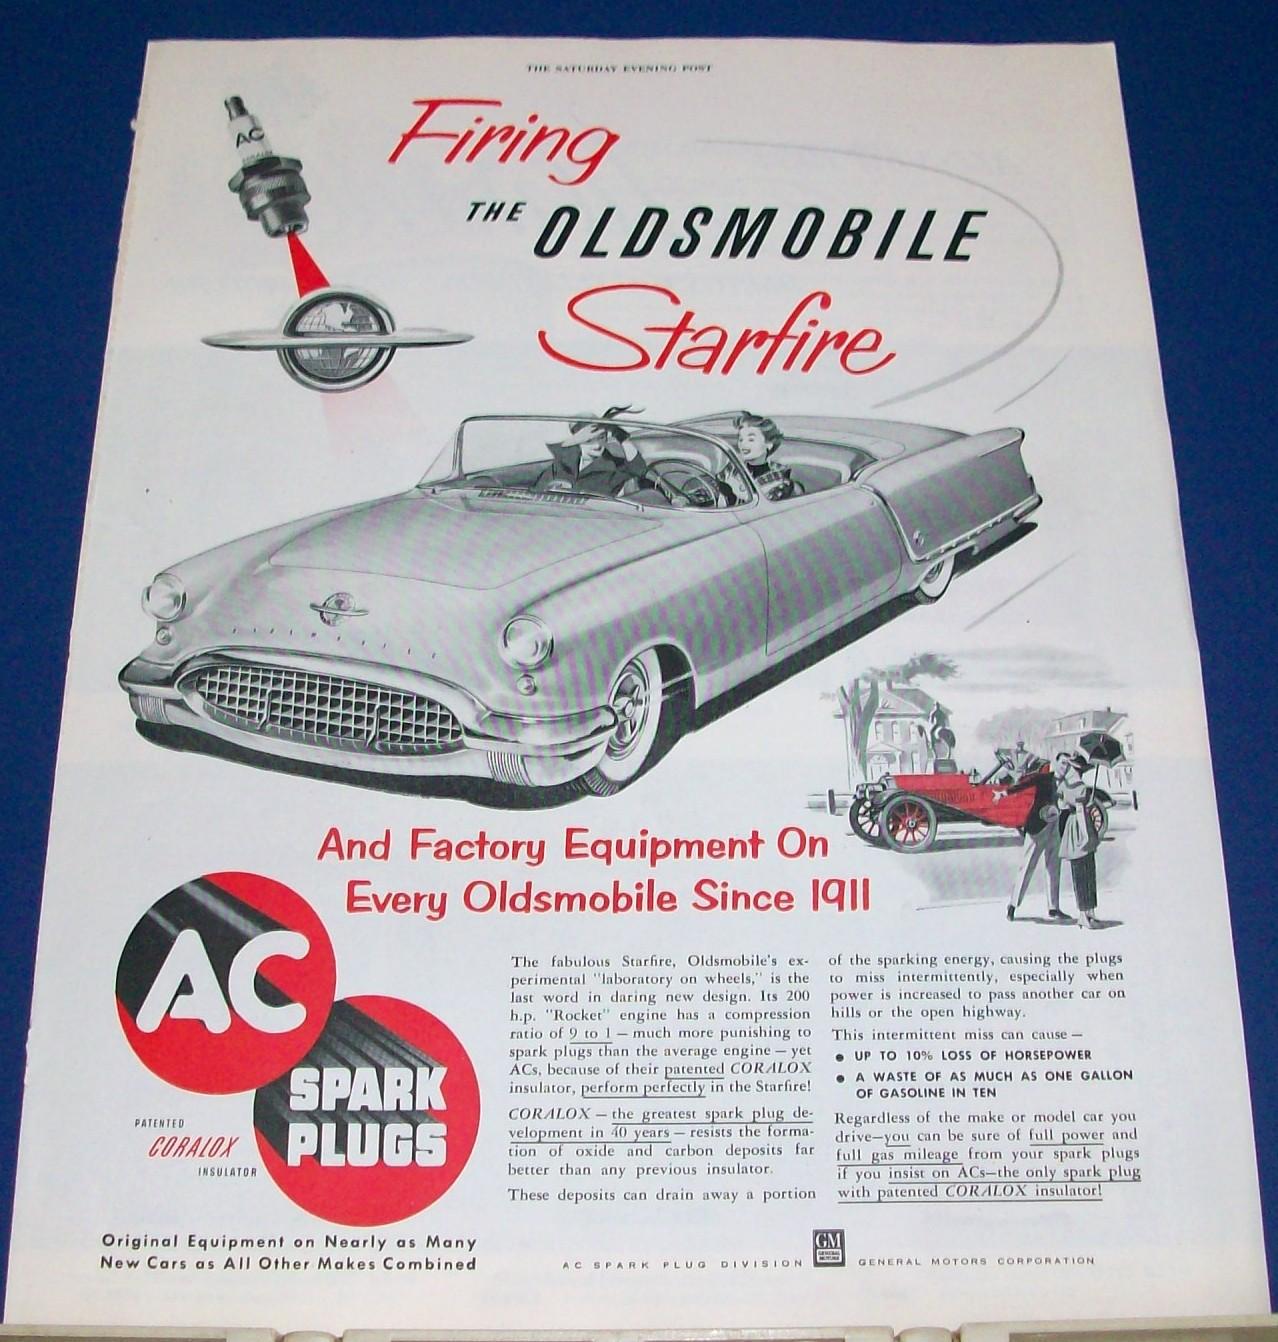 THE SATURDAY EVENING POST
Firing
THE OLDSMOBILE
Starfire
AC
And Factory Equipment On
Every Oldsmobile Since 1911
AC
SPARK
PLUGS
PATENTED
CORALOX
INSULATOR
Original Equipment on Nearly as Many
New Cars as All Other Makes Combined
The fabulous Starfire, Oldsmobile's ex-
perimental "laboratory on wheels," is the
last word in daring new design. Its 200
h.p. "Rocket" engine has a compression
ratio of 9 to 1 — much more punishing to
spark plugs than the average engine — yet
ACs, because of their patented CORALOX
insulator, perform perfectly in the Starfire!
CORALOX — the greatest spark plug de-
velopment in 40 years — resists the forma-
tion of oxide and carbon deposits far
better than any previous insulator.
These deposits can drain away a portion
of the sparking energy, causing the plugs
to miss intermittently, especially when
power is increased to pass another car on
hills or the open highway.
This intermittent miss can cause —
● UP TO 10% LOSS OF HORSEPOWER
● A WASTE OF AS MUCH AS ONE GALLON
OF GASOLINE IN TEN
Regardless of the make or model car you
drive—you can be sure of full power and
full gas mileage from your spark plugs
if you insist on ACs—the only spark plug
with patented CORALOX insulator!
AC SPARK PLUG DIVISION
GM
GENERAL
MOTORS
GENERAL MOTORS CORPORATION